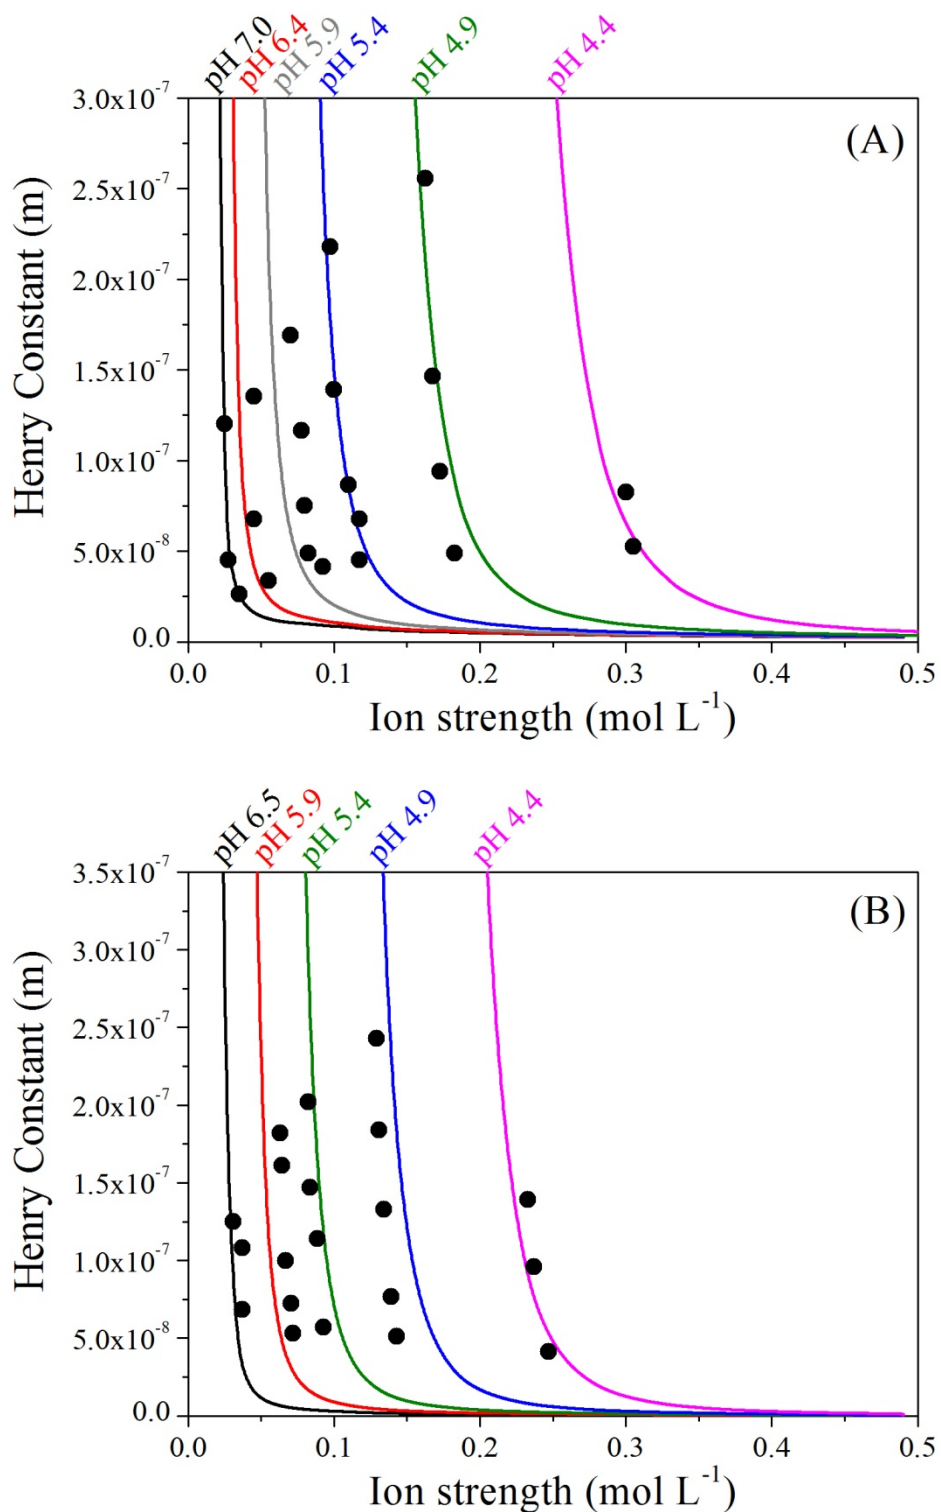 pH 7.0
pH 6.4
pH 5.9
pH 5.4
pH 4.9
pH 4.4
(A)
Henry Constant (m)
3.0x10⁻⁷
2.5x10⁻⁷
2.0x10⁻⁷
1.5x10⁻⁷
1.0x10⁻⁷
5.0x10⁻⁸
0.0
0.0 0.1 0.2 0.3 0.4 0.5
Ion strength (mol L⁻¹)
pH 6.5
pH 5.9
pH 5.4
pH 4.9
pH 4.4
(B)
Henry Constant (m)
3.5x10⁻⁷
3.0x10⁻⁷
2.5x10⁻⁷
2.0x10⁻⁷
1.5x10⁻⁷
1.0x10⁻⁷
5.0x10⁻⁸
0.0
0.0 0.1 0.2 0.3 0.4 0.5
Ion strength (mol L⁻¹)